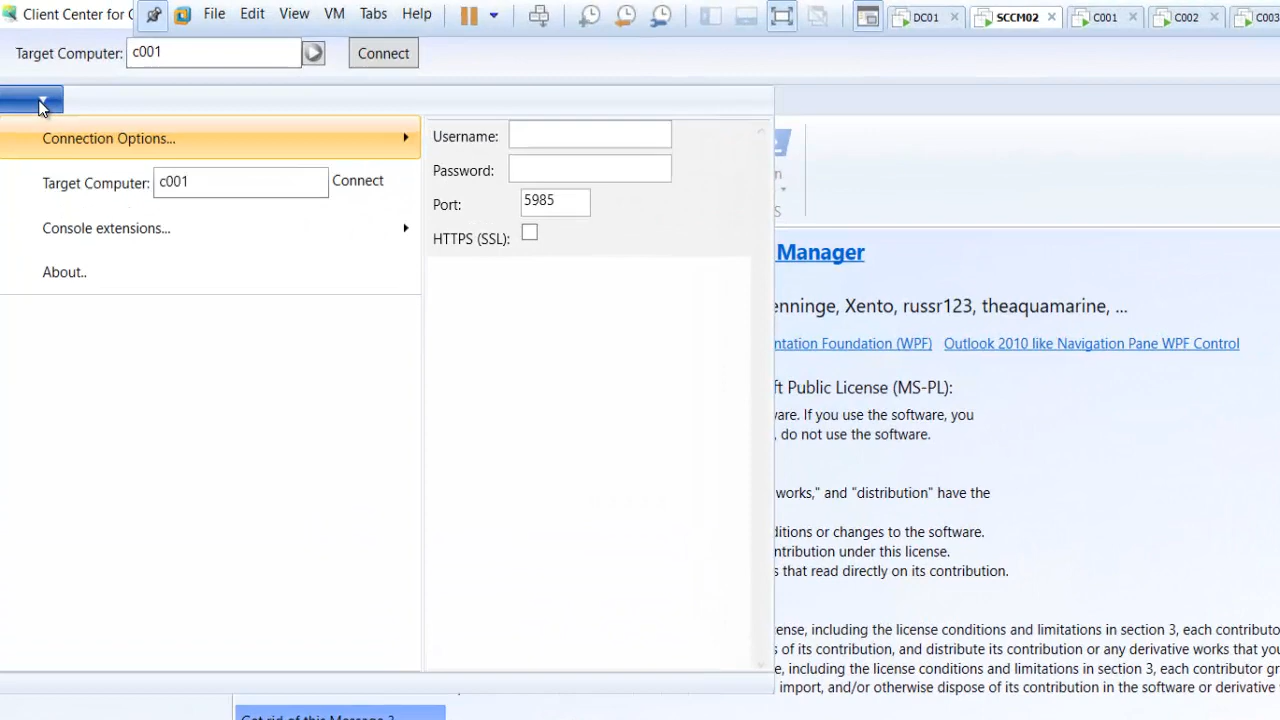 Client Center for C
File Edit View VM Tabs Help
DC01 SCCM02 C001 C002 C003
Target Computer: c001 Connect
Connection Options...
Target Computer: c001 Connect
Console extensions...
About..
Username:
Password:
Port: 5985
HTTPS (SSL):
n
S
Manager
enninge, Xento, russr123, theaquamarine, ...
ntation Foundation (WPF) Outlook 2010 like Navigation Pane WPF Control
ft Public License (MS-PL):
ware. If you use the software, you
, do not use the software.
works," and "distribution" have the
ditions or changes to the software.
ntribution under this license.
s that read directly on its contribution.
ense, including the license conditions and limitations in section 3, each contributo
s of its contribution, and distribute its contribution or any derivative works that you
e, including the license conditions and limitations in section 3, each contributor gr
import, and/or otherwise dispose of its contribution in the software or derivative
Get rid of this Message ?